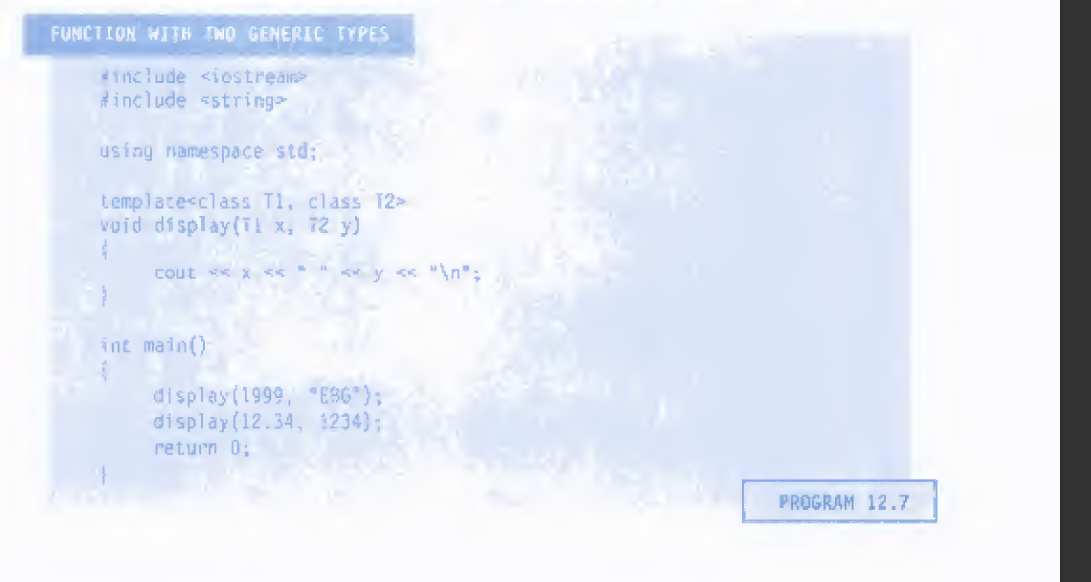 FUNCTION WITH TWO GENERIC TYPES
#include <iostream>
#include <string>
using namespace std;
template<class T1, class T2>
void display(T1 x, T2 y)
{
cout << x << " " << y << "\n";
}
int main()
{
display(1999, "EBG");
display(12.34, 1234);
return 0;
}
PROGRAM 12.7